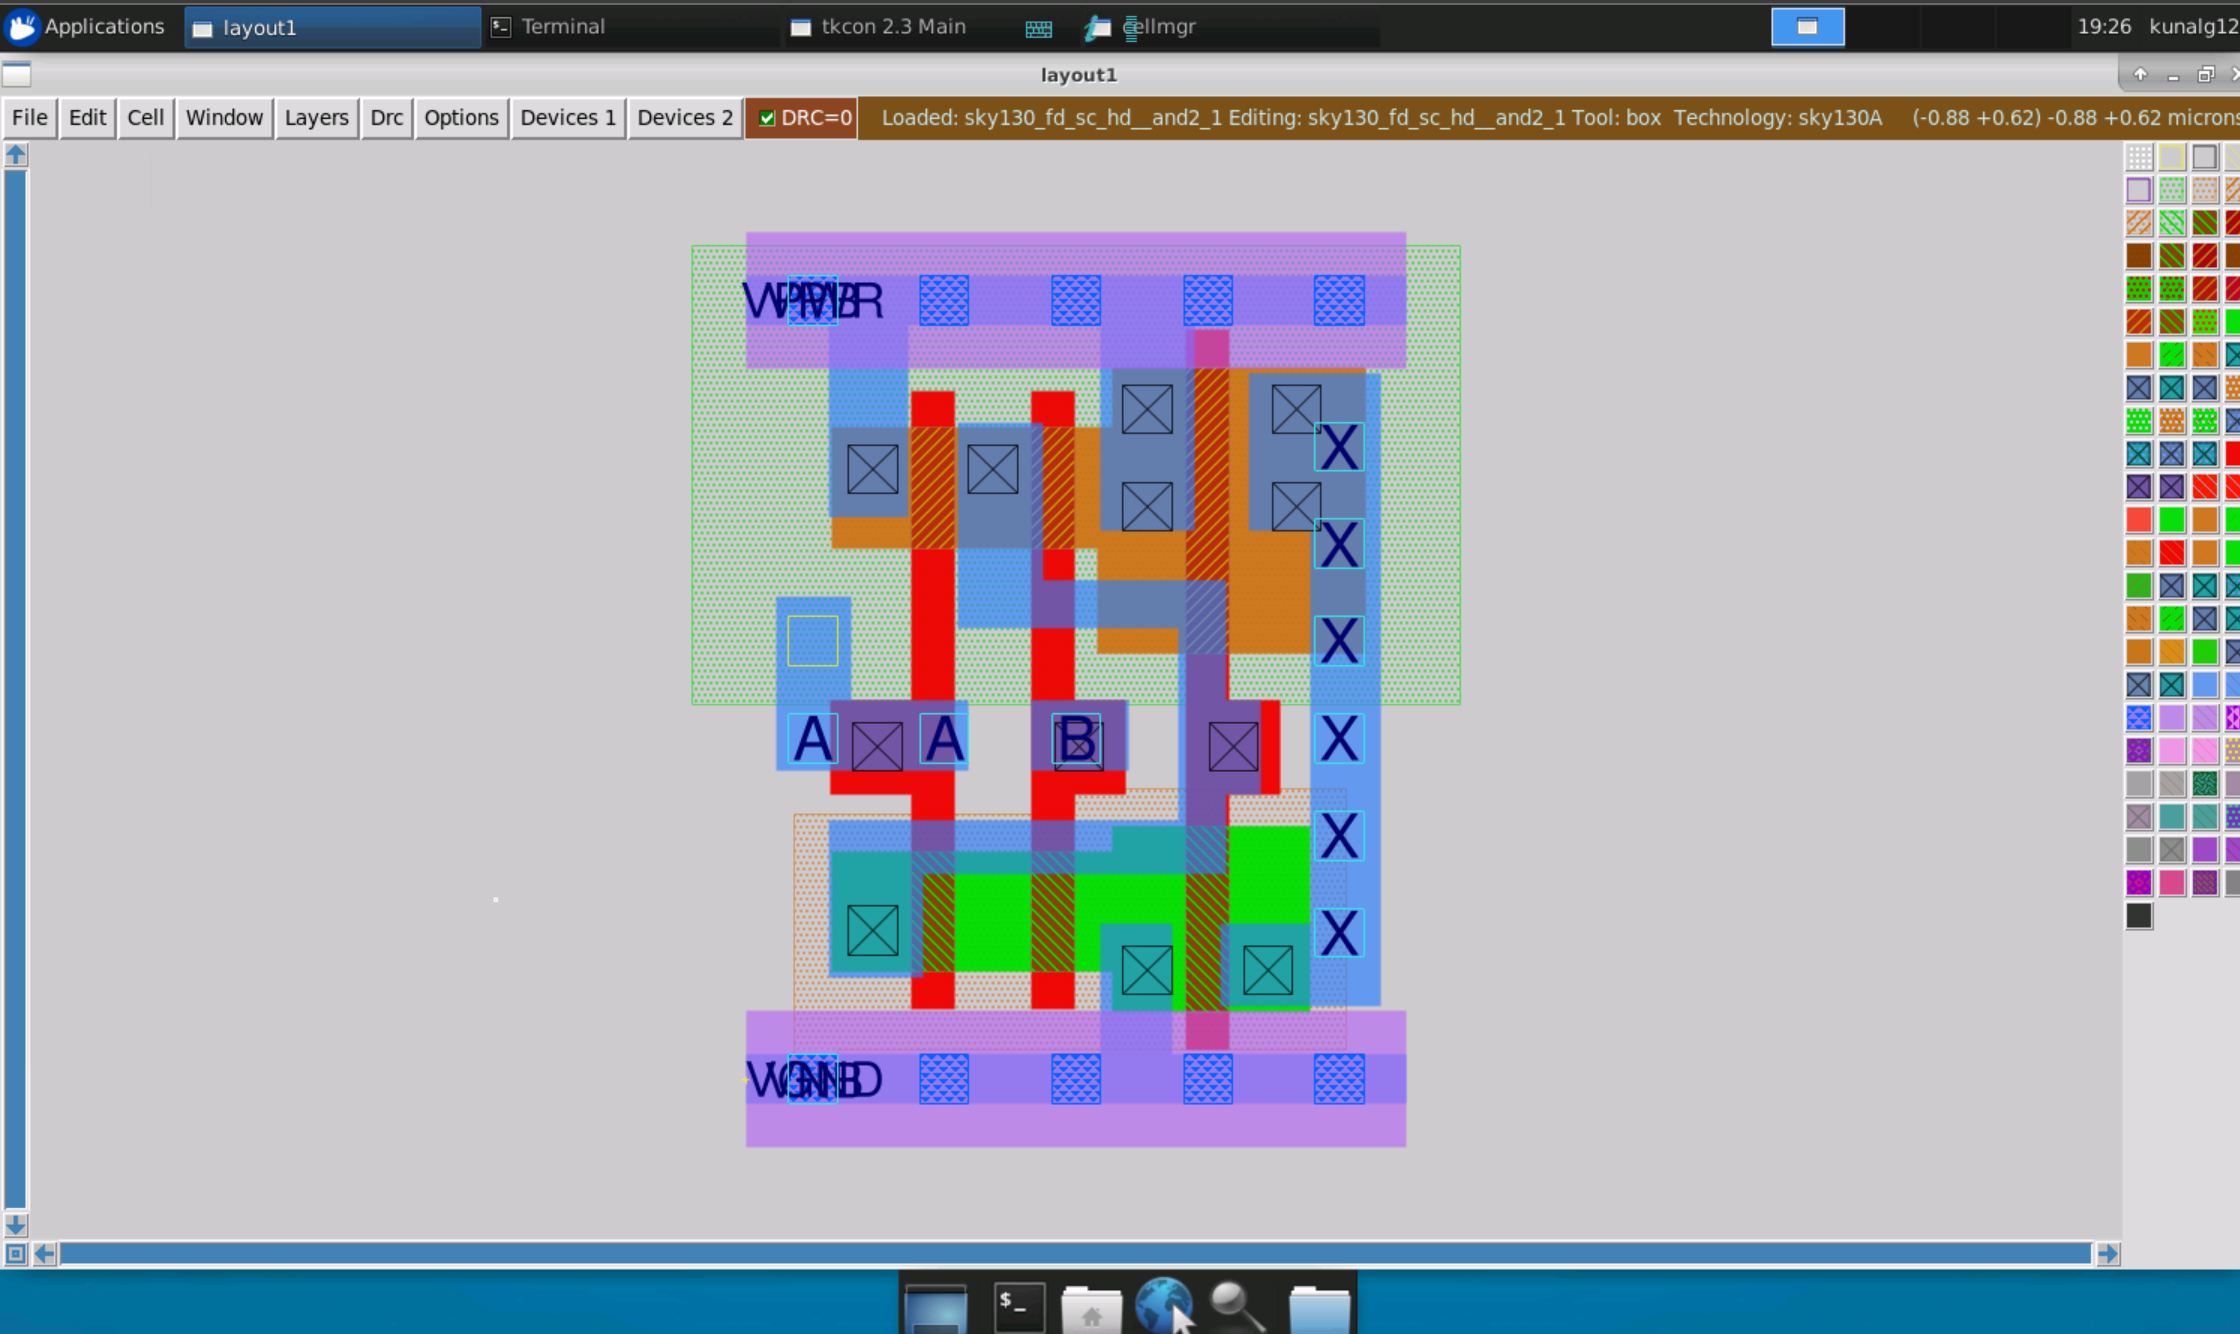 Applications layout1 Terminal tkcon 2.3 Main cellmgr 19:26 kunalg12
layout1
File Edit Cell Window Layers Drc Options Devices 1 Devices 2 DRC=0 Loaded: sky130_fd_sc_hd__and2_1 Editing: sky130_fd_sc_hd__and2_1 Tool: box Technology: sky130A (-0.88 +0.62) -0.88 +0.62 microns
X
X
X
A A B X
X
X
$_